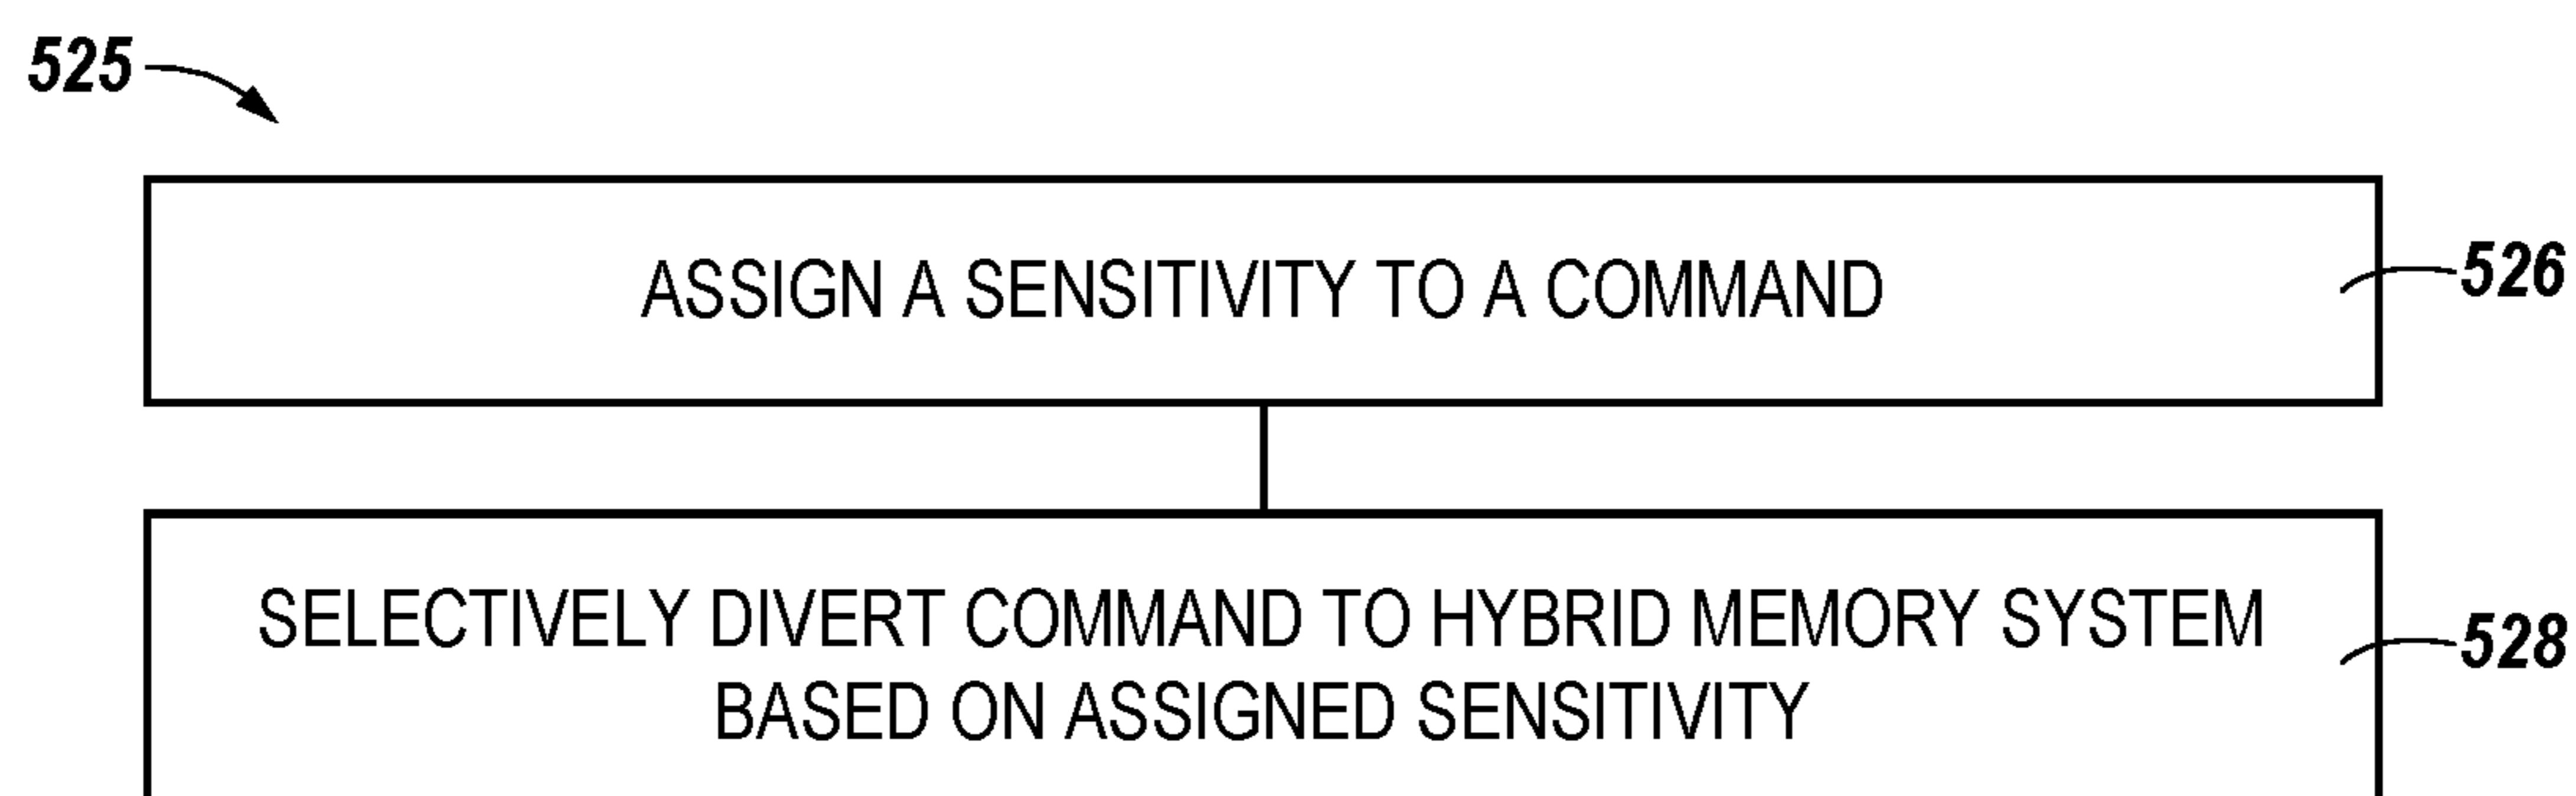 525
ASSIGN A SENSITIVITY TO A COMMAND
526
SELECTIVELY DIVERT COMMAND TO HYBRID MEMORY SYSTEM
BASED ON ASSIGNED SENSITIVITY
528